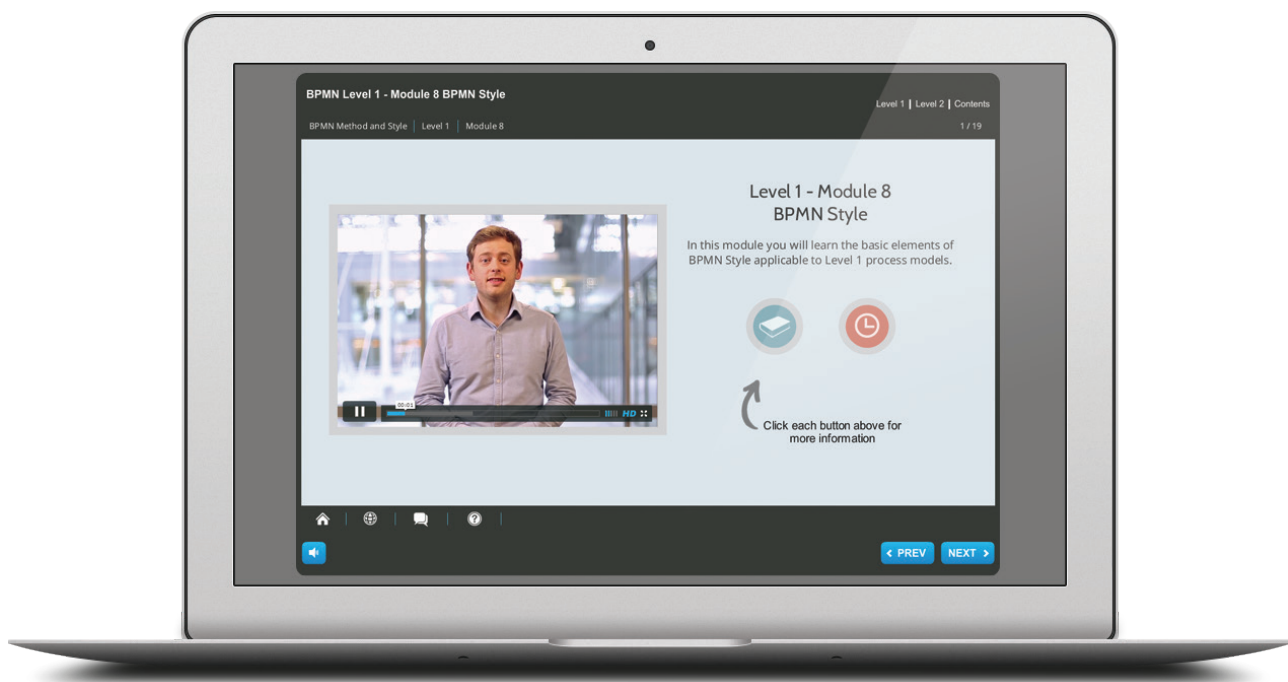 BPMN Level 1 - Module 8 BPMN Style
Level 1 | Level 2 | Contents
BPMN Method and Style | Level 1 | Module 8
1 / 19
Level 1 - Module 8
BPMN Style
In this module you will learn the basic elements of
BPMN Style applicable to Level 1 process models.
00:01
HD
Click each button above for
more information
< PREV
NEXT >